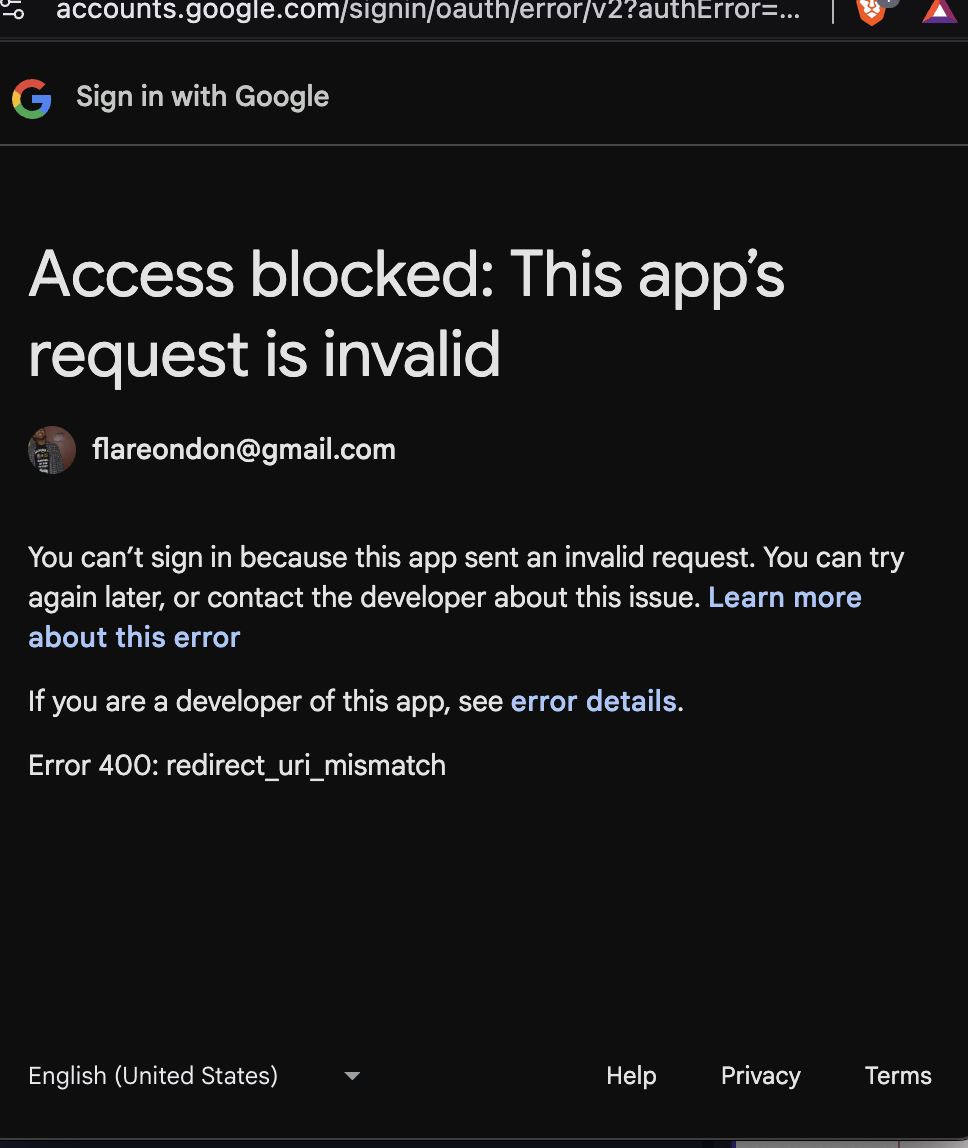 accounts.google.com/signin/oauth/error/v2?authError=...
Sign in with Google
Access blocked: This app’s
request is invalid
flareondon@gmail.com
You can’t sign in because this app sent an invalid request. You can try
again later, or contact the developer about this issue. Learn more
about this error
If you are a developer of this app, see error details.
Error 400: redirect_uri_mismatch
English (United States)
Help
Privacy
Terms